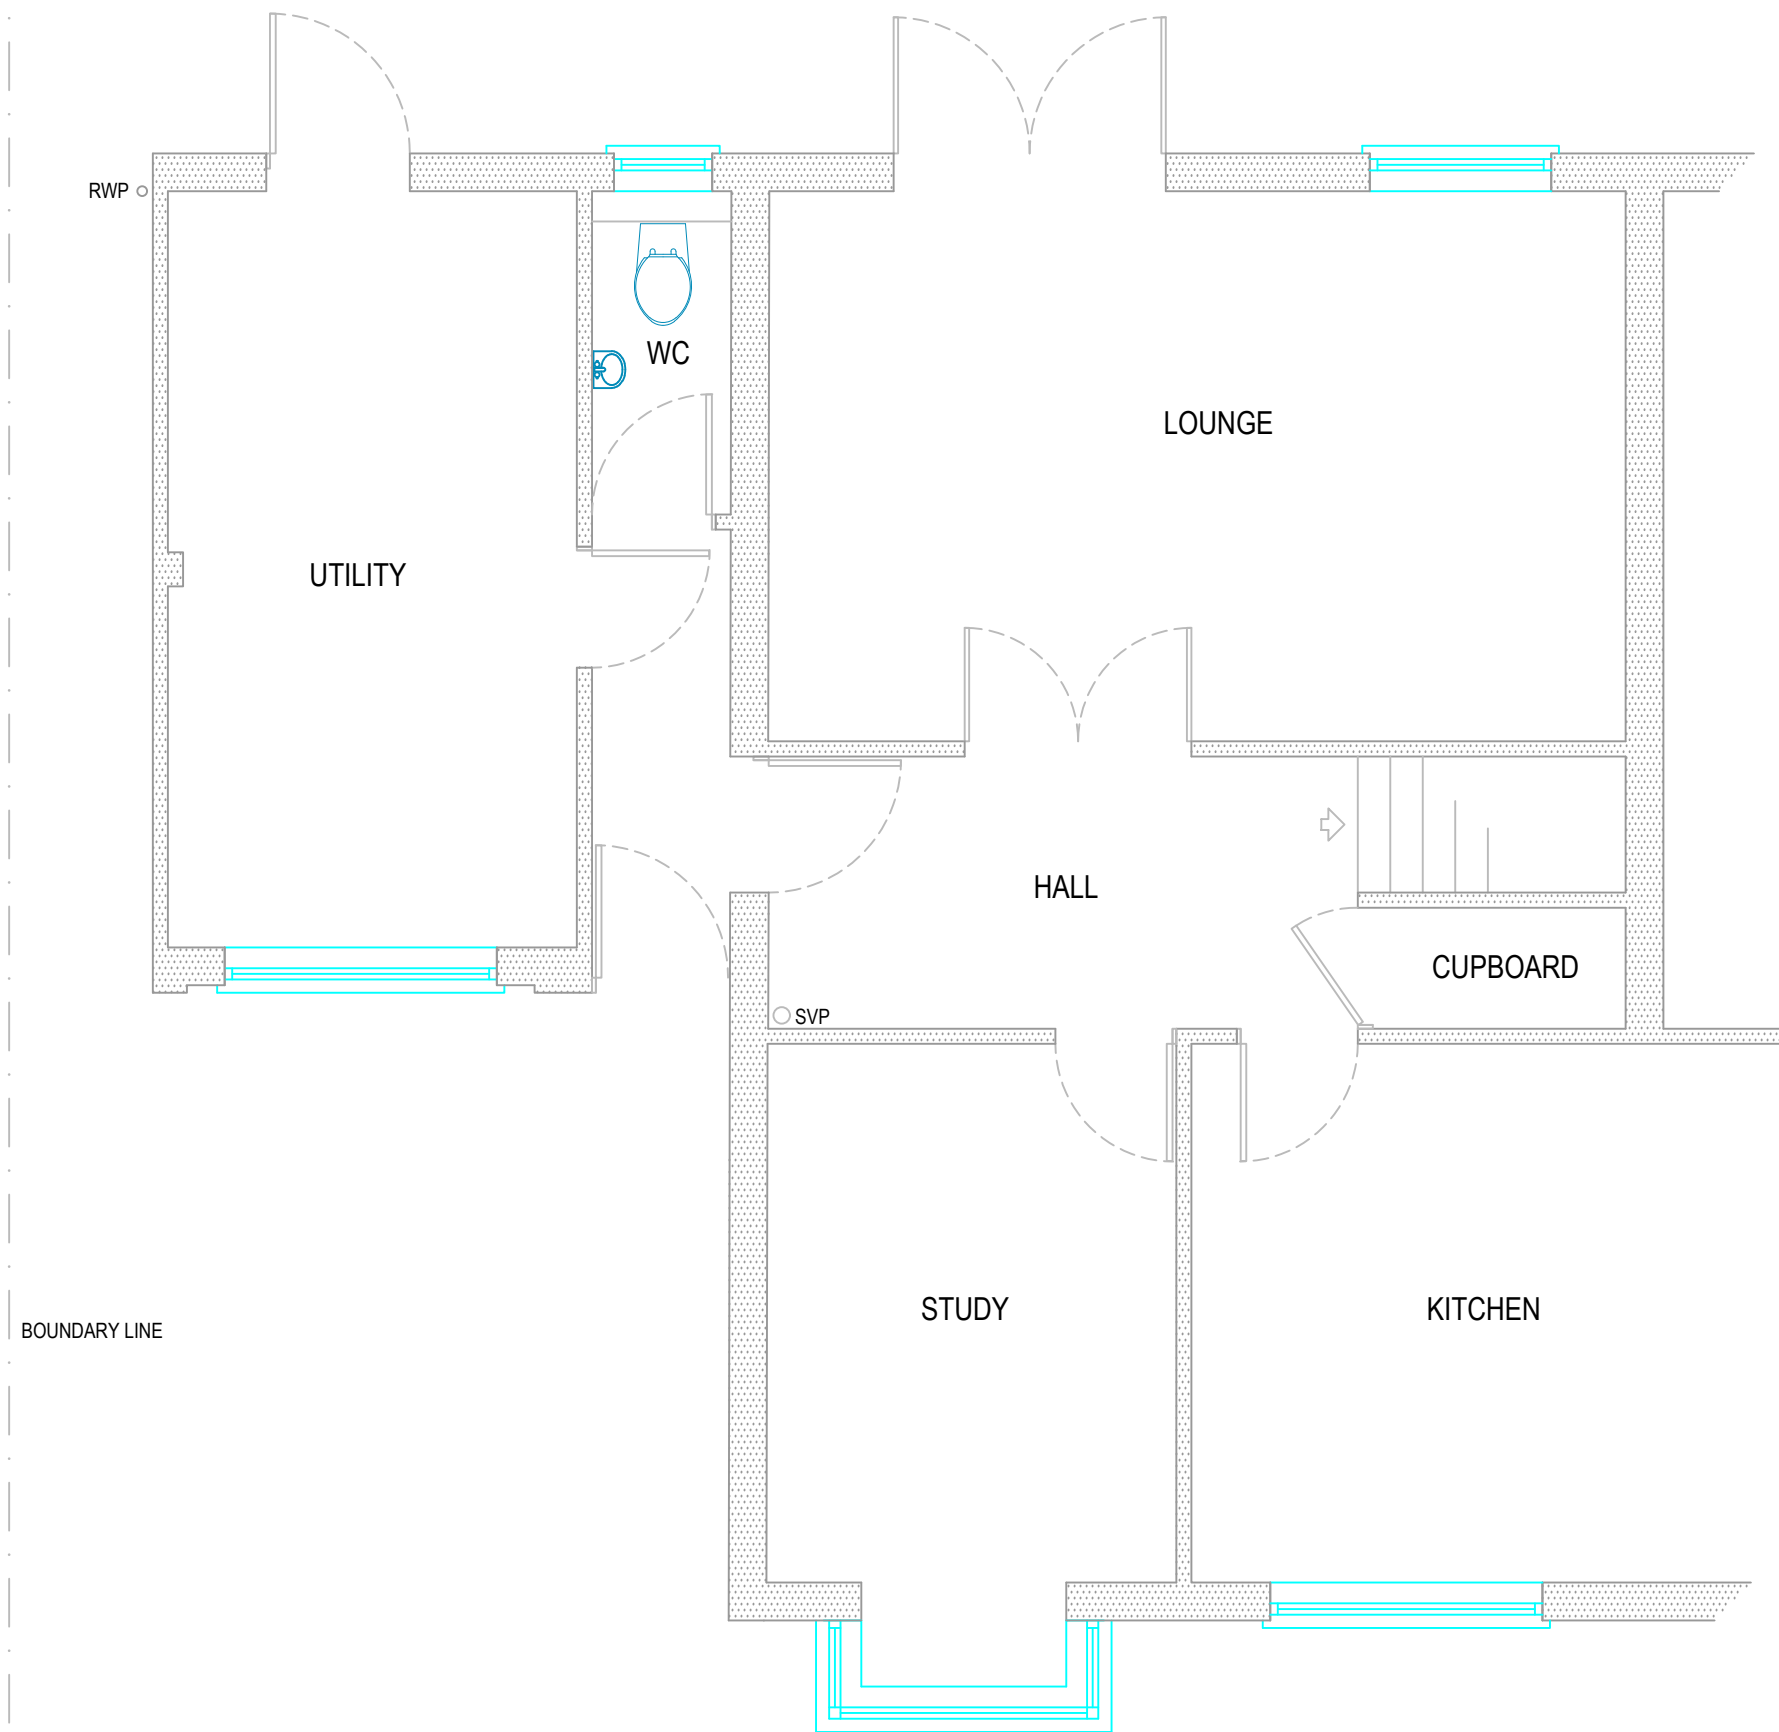 RWP
WC
LOUNGE
UTILITY
HALL
CUPBOARD
SVP
STUDY
KITCHEN
BOUNDARY LINE